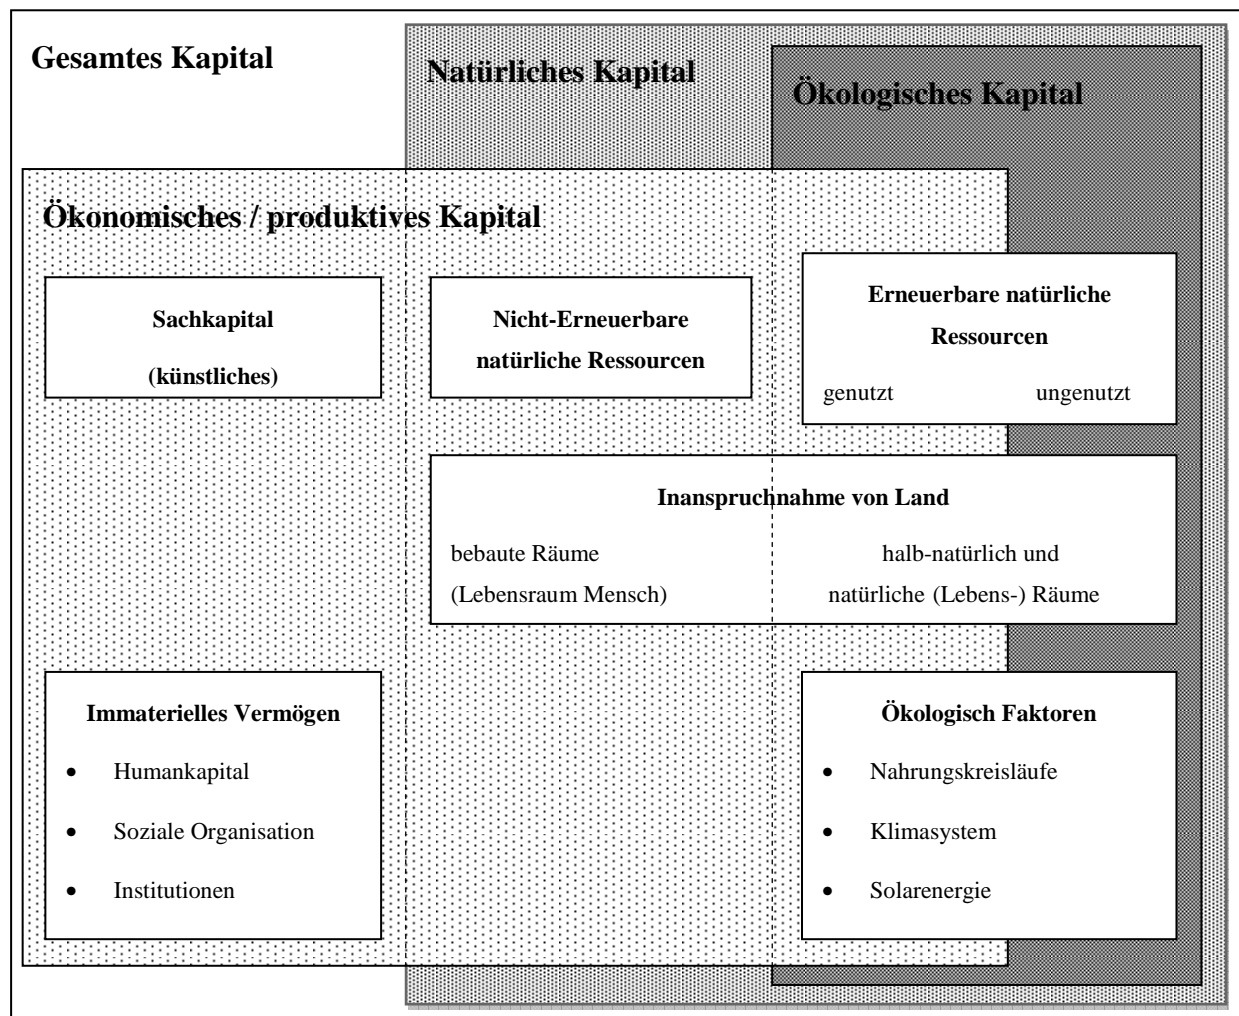 Gesamtes Kapital
Natürliches Kapital
Ökologisches Kapital
Ökonomisches / produktives Kapital
Sachkapital
(künstliches)
Nicht-Erneuerbare
natürliche Ressourcen
Erneuerbare natürliche
Ressourcen
genutzt ungenutzt
Inanspruchnahme von Land
bebaute Räume
(Lebensraum Mensch)
halb-natürlich und
natürliche (Lebens-) Räume
Immaterielles Vermögen
• Humankapital
• Soziale Organisation
• Institutionen
Ökologisch Faktoren
• Nahrungskreisläufe
• Klimasystem
• Solarenergie